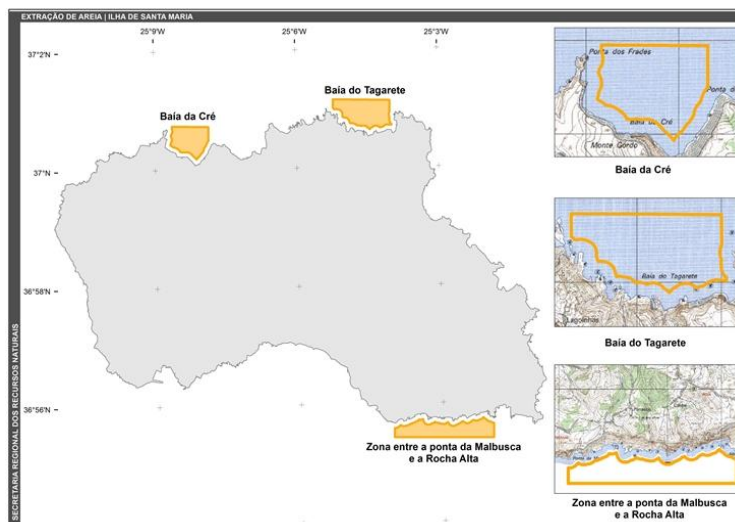 EXTRAÇÃO DE AREIA | ILHA DE SANTA MARIA
SECRETARIA REGIONAL DOS RECURSOS NATURAIS
25°9'W
25°6'W
25°3'W
37°2'N
37°N
36°58'N
36°56'N
Baía da Cré
Baía do Tagarete
Zona entre a ponta da Malbusca
e a Rocha Alta
Ponta dos Frades
Baía da Cré
Monte Gordo
Baía da Cré
Baía do Tagarete
Lagoinhas
Baía do Tagarete
Zona entre a ponta da Malbusca
e a Rocha Alta